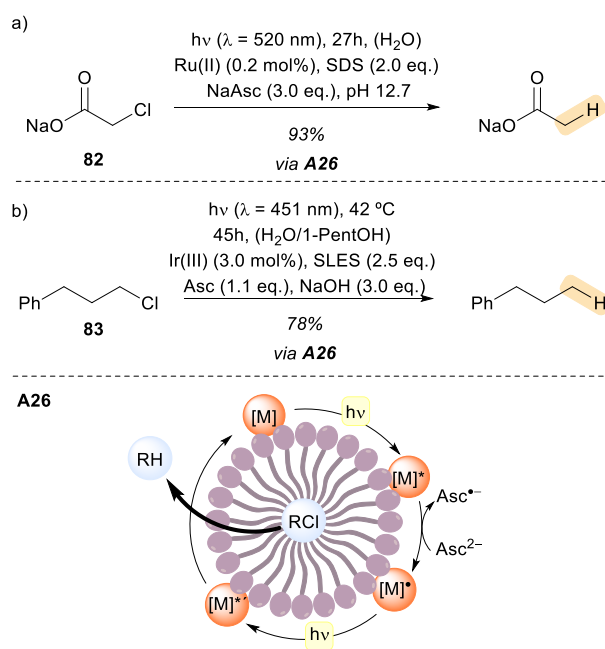 a)
hν (λ = 520 nm), 27h, (H₂O)
Ru(II) (0.2 mol%), SDS (2.0 eq.)
NaAsc (3.0 eq.), pH 12.7
93%
via A26
O
NaO
Cl
82
O
NaO
H
b)
hν (λ = 451 nm), 42 ºC
45h, (H₂O/1-PentOH)
Ir(III) (3.0 mol%), SLES (2.5 eq.)
Asc (1.1 eq.), NaOH (3.0 eq.)
78%
via A26
Ph
Cl
83
Ph
H
A26
[M]
hν
RH
[M]*
Asc•–
RCl
Asc²–
[M]•
[M]*´
hν